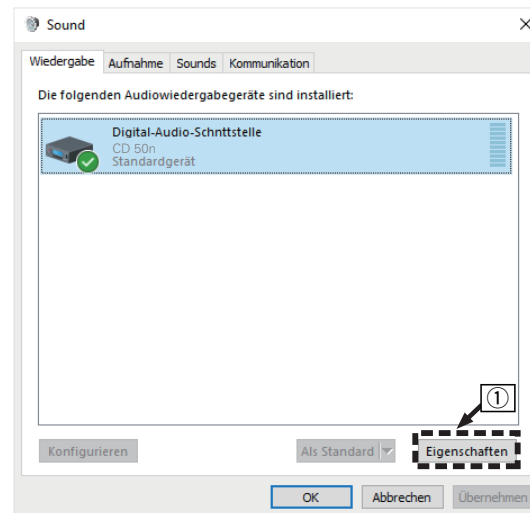 Sound
Wiedergabe Aufnahme Sounds Kommunikation
Die folgenden Audiowiedergabegeräte sind installiert:
Digital-Audio-Schnttstelle
CD 50n
Standardgerät
①
Konfigurieren Als Standard Eigenschaften
OK Abbrechen Übernehmen